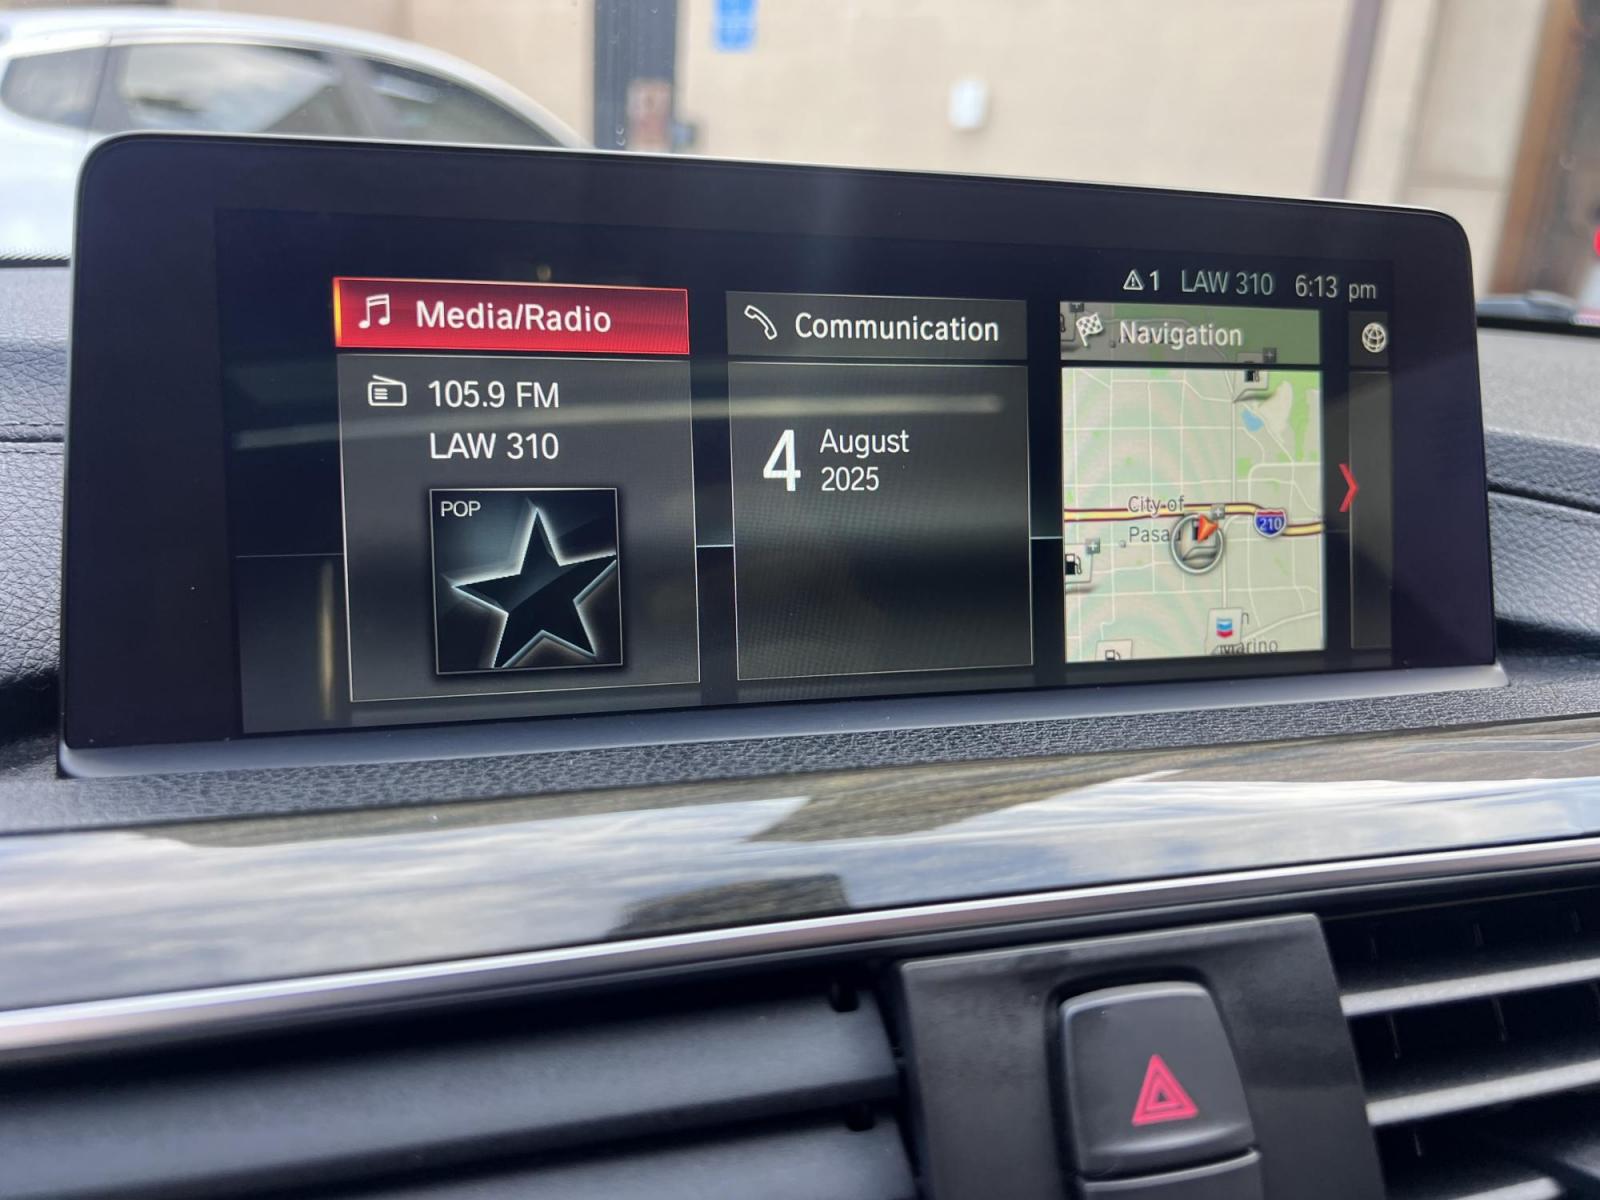 1 LAW 310 6:13 pm
Media/Radio
105.9 FM
LAW 310
POP
Communication
4 August
2025
Navigation
City of
210